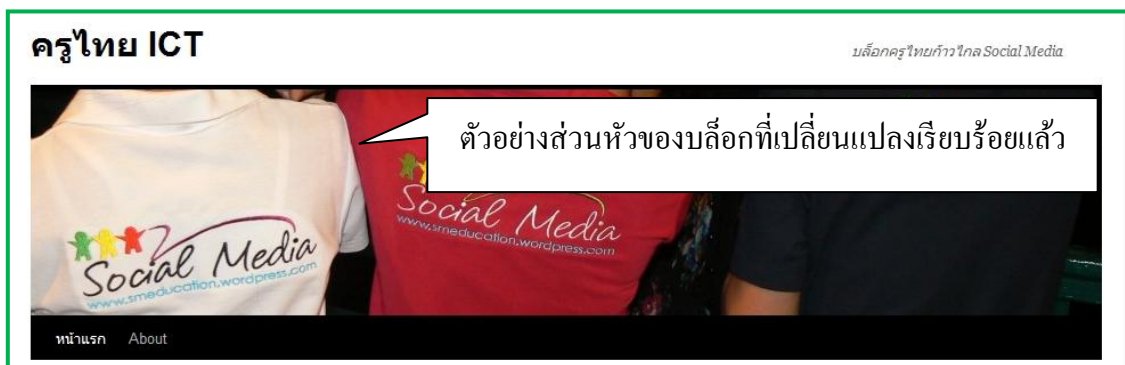 ครูไทย ICT
บล็อกครูไทยก้าวไกล Social Media
ตัวอย่างส่วนหัวของบล็อกที่เปลี่ยนแปลงเรียบร้อยแล้ว
Social Media
www.smeducation.wordpress.com
Social Media
www.smeducation.wordpress.com
หน้าแรก About